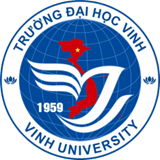 TRƯỜNG ĐẠI HỌC VINH
1959
VINH UNIVERSITY